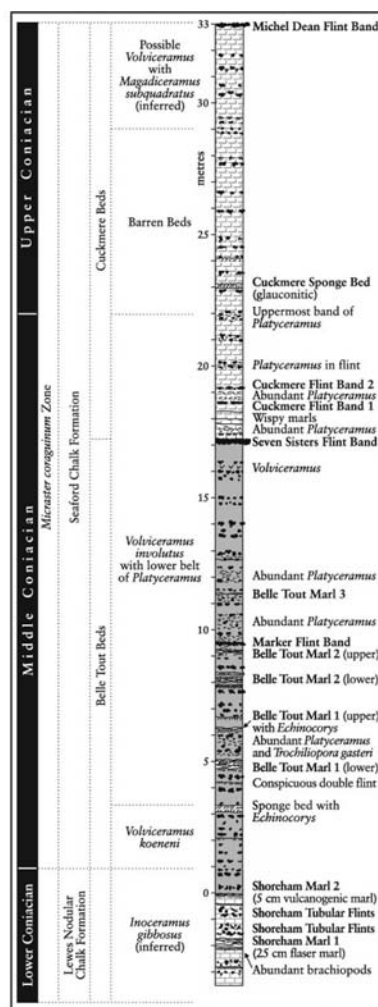 Upper Coniacian
Middle Coniacian
Lower Coniacian
Micraster coraguinum Zone
Seaford Chalk Formation
Lewes Nodular
Chalk Formation
Cuckmere Beds
Belle Tout Beds
Possible
Volviceramus
with
Magadiceramus
subquadratus
(inferred)
Barren Beds
Volviceramus
involutus
with lower belt
of Platyceramus
Volviceramus
koeneni
Inoceramus
gibbosus
(inferred)
33
30
metres
25
20
15
10
5
0
Michel Dean Flint Band
Cuckmere Sponge Bed
(glauconitic)
Uppermost band of
Platyceramus
Platyceramus in flint
Cuckmere Flint Band 2
Abundant Platyceramus
Cuckmere Flint Band 1
Wispy marls
Abundant Platyceramus
Seven Sisters Flint Band
Volviceramus
Abundant Platyceramus
Belle Tout Marl 3
Abundant Platyceramus
Marker Flint Band
Belle Tout Marl 2 (upper)
Belle Tout Marl 2 (lower)
Belle Tout Marl 1 (upper)
with Echinocorys
Abundant Platyceramus
and Trochiliopora gasteri
Belle Tout Marl 1 (lower)
Conspicuous double flint
Sponge bed with
Echinocorys
Shoreham Marl 2
(5 cm vulcanogenic marl)
Shoreham Tubular Flints
Shoreham Tubular Flints
Shoreham Marl 1
(25 cm flaser marl)
Abundant brachiopods